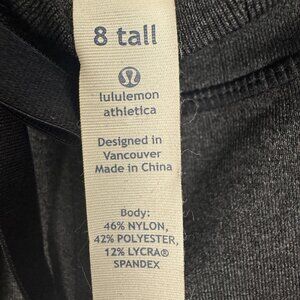 8 tall
lululemon
athletica
Designed in
Vancouver
Made in China
Body:
46% NYLON,
42% POLYESTER,
12% LYCRA®
SPANDEX